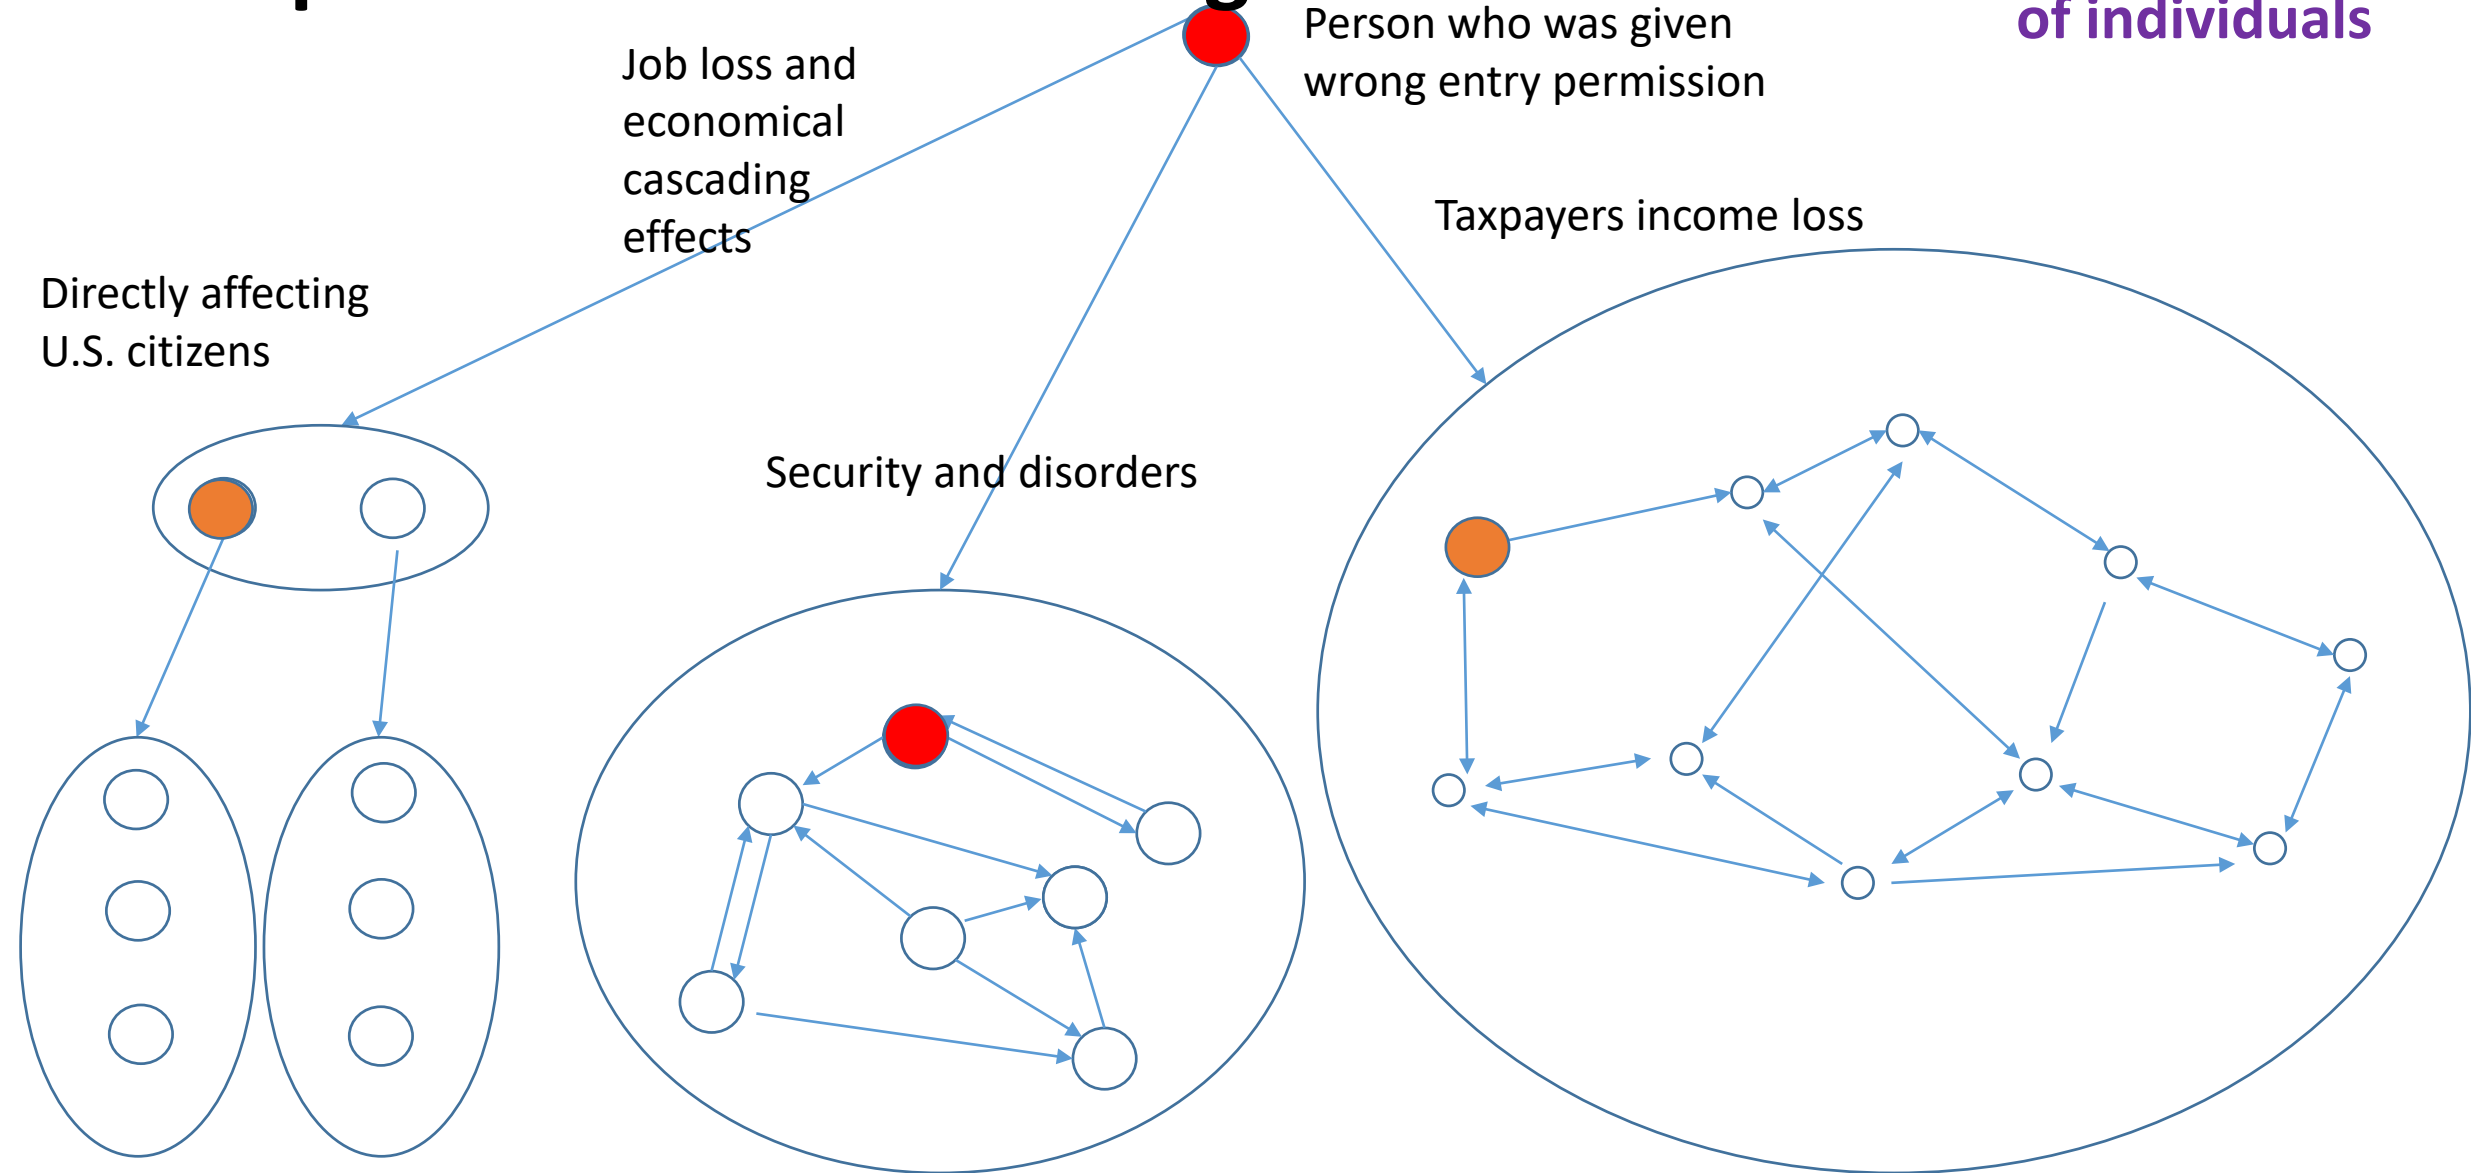 of individuals
Person who was given
wrong entry permission
Job loss and
economical
cascading
effects
Taxpayers income loss
Directly affecting
U.S. citizens
Security and disorders